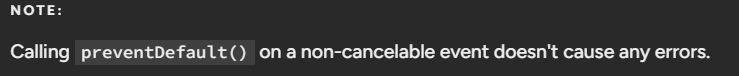 NOTE:
Calling preventDefault() on a non-cancelable event doesn't cause any errors.